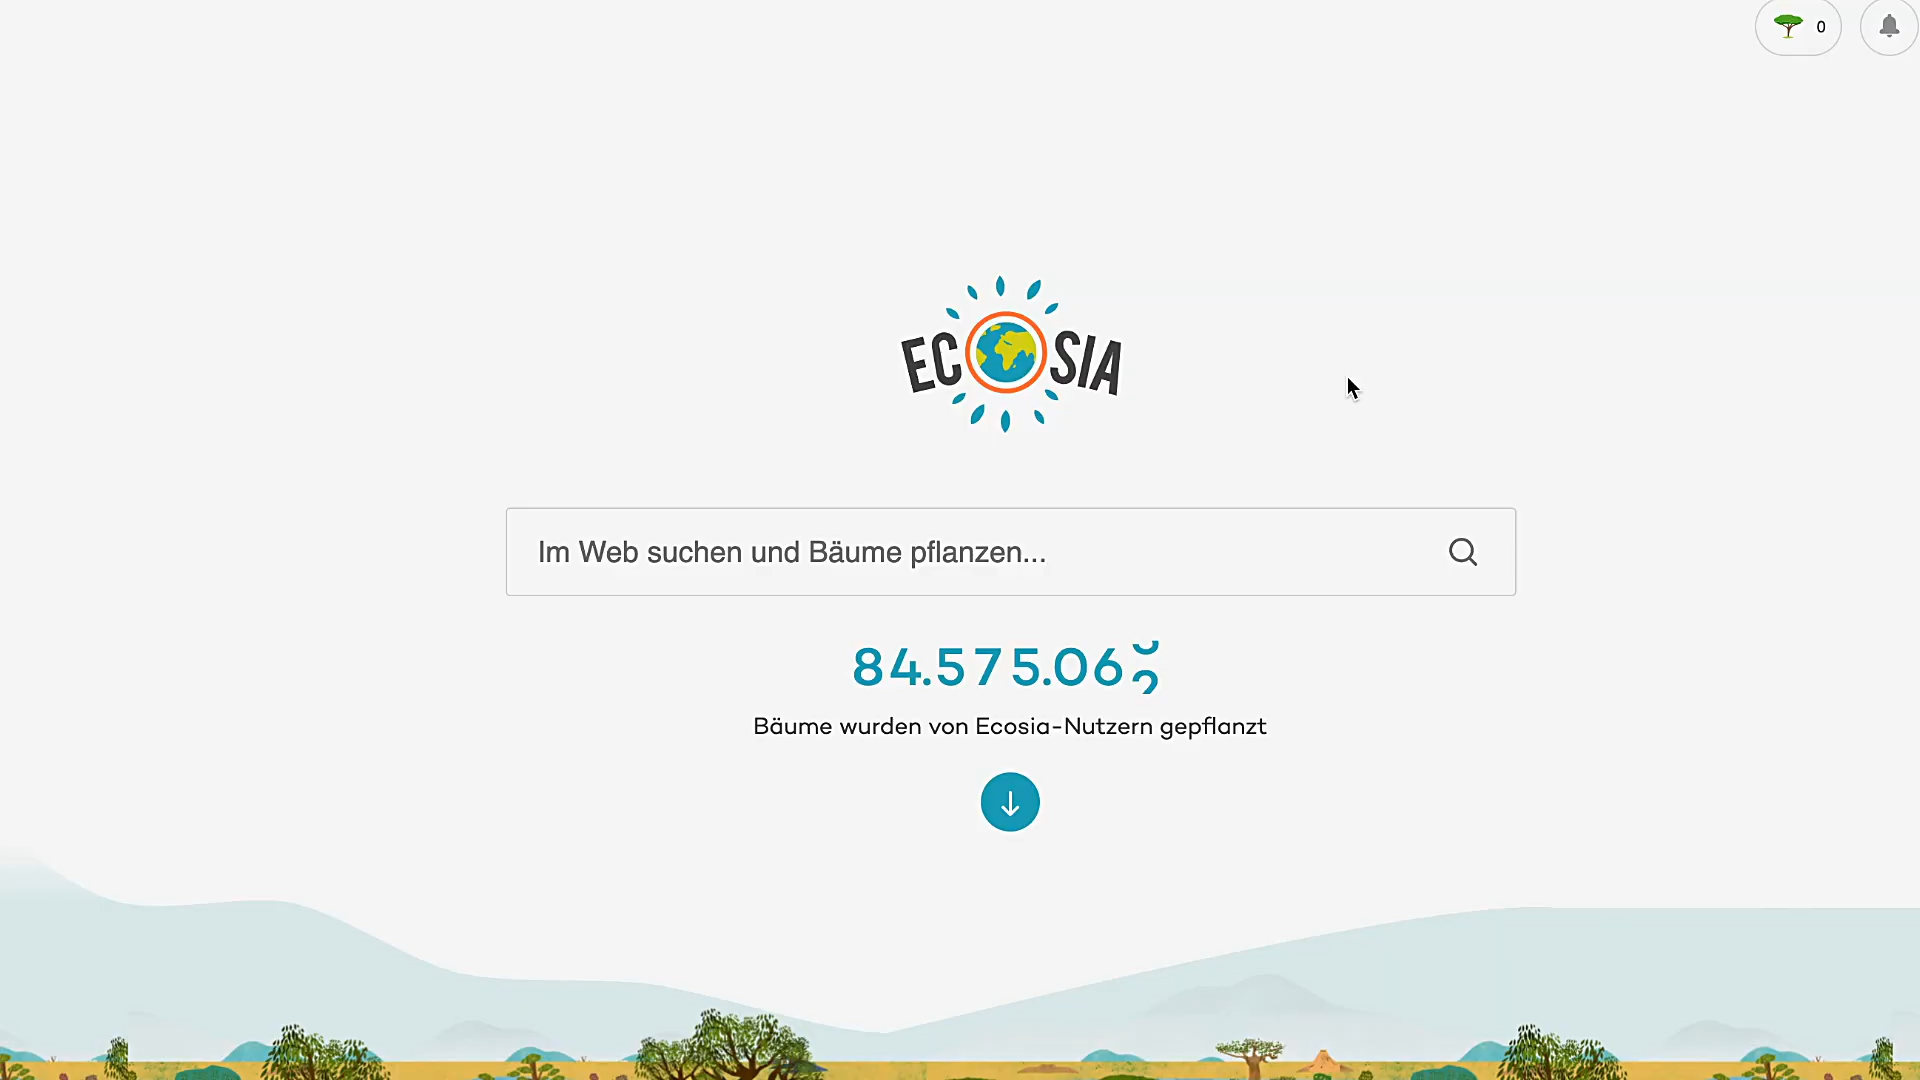 0
ECOSIA
Im Web suchen und Bäume pflanzen...
84.575.06
Bäume wurden von Ecosia-Nutzern gepflanzt